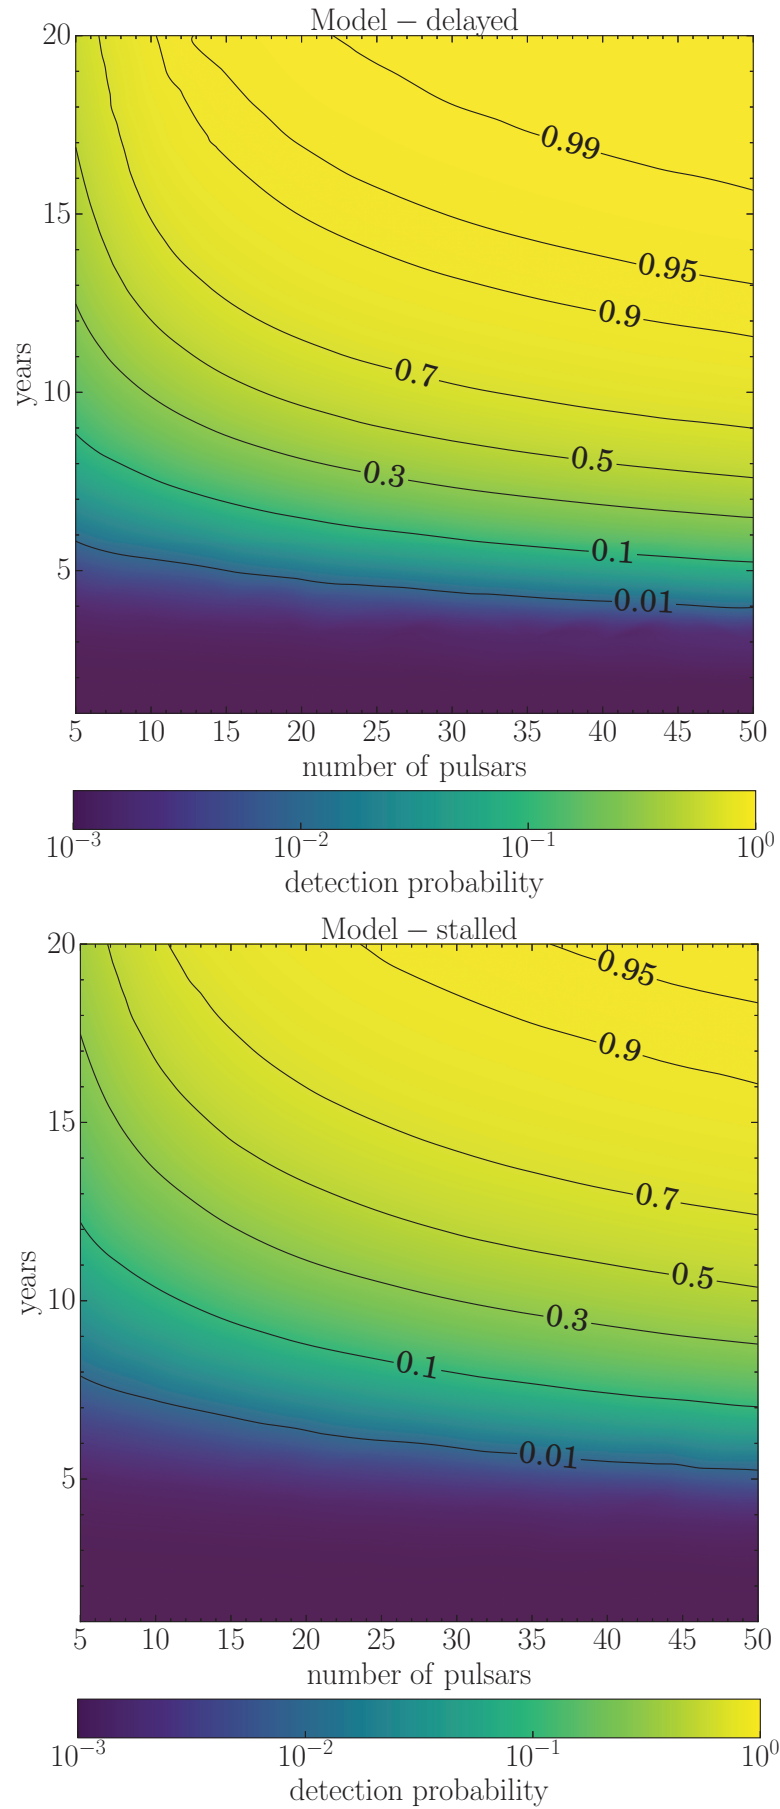 Model − delayed
20
0.99
15
0.95
0.9
years
0.7
10
0.5
0.3
0.1
5
0.01
5 10 15 20 25 30 35 40 45 50
number of pulsars
10⁻³ 10⁻² 10⁻¹ 10⁰
detection probability
Model − stalled
20
0.95
0.9
15
0.7
years
0.5
10
0.3
0.1
5
0.01
5 10 15 20 25 30 35 40 45 50
number of pulsars
10⁻³ 10⁻² 10⁻¹ 10⁰
detection probability